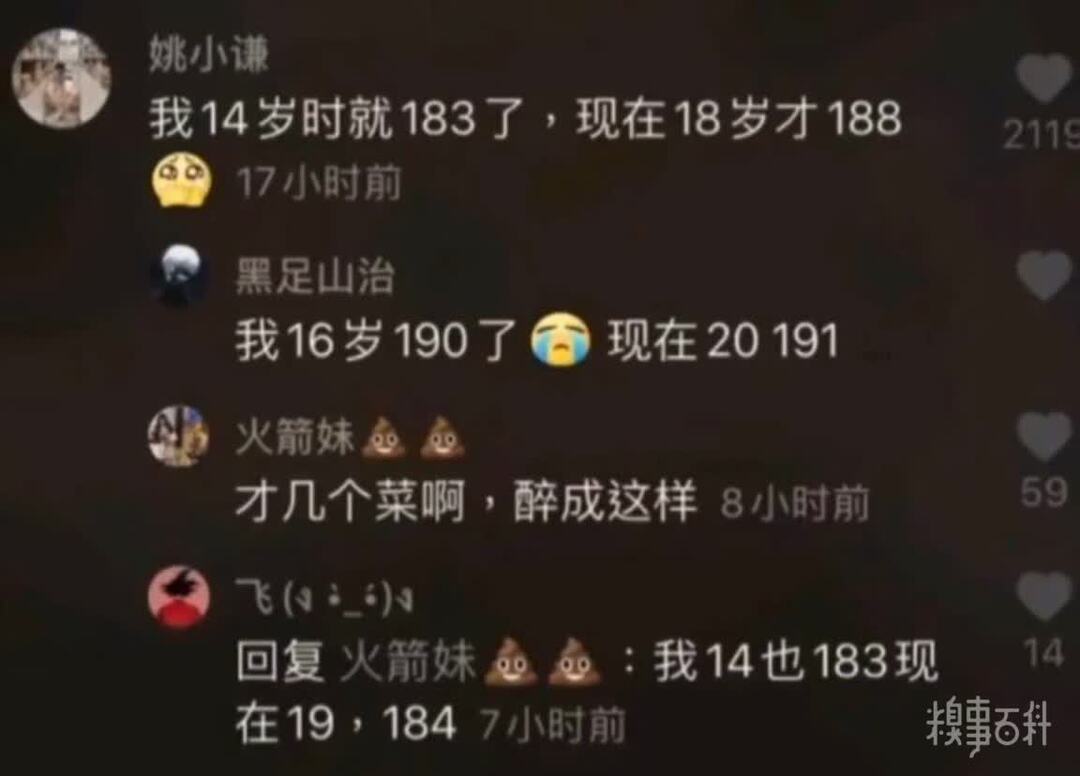 姚小谦
我14岁时就183了，现在18岁才188
2119
🥺 17小时前
黑足山治
我16岁190了😭现在20 191
火箭妹💩💩
才几个菜啊，醉成这样 8小时前
59
飞(ง •̀_•́)ง
回复 火箭妹💩💩：我14也183现
14
在19，184 7小时前
糗事百科